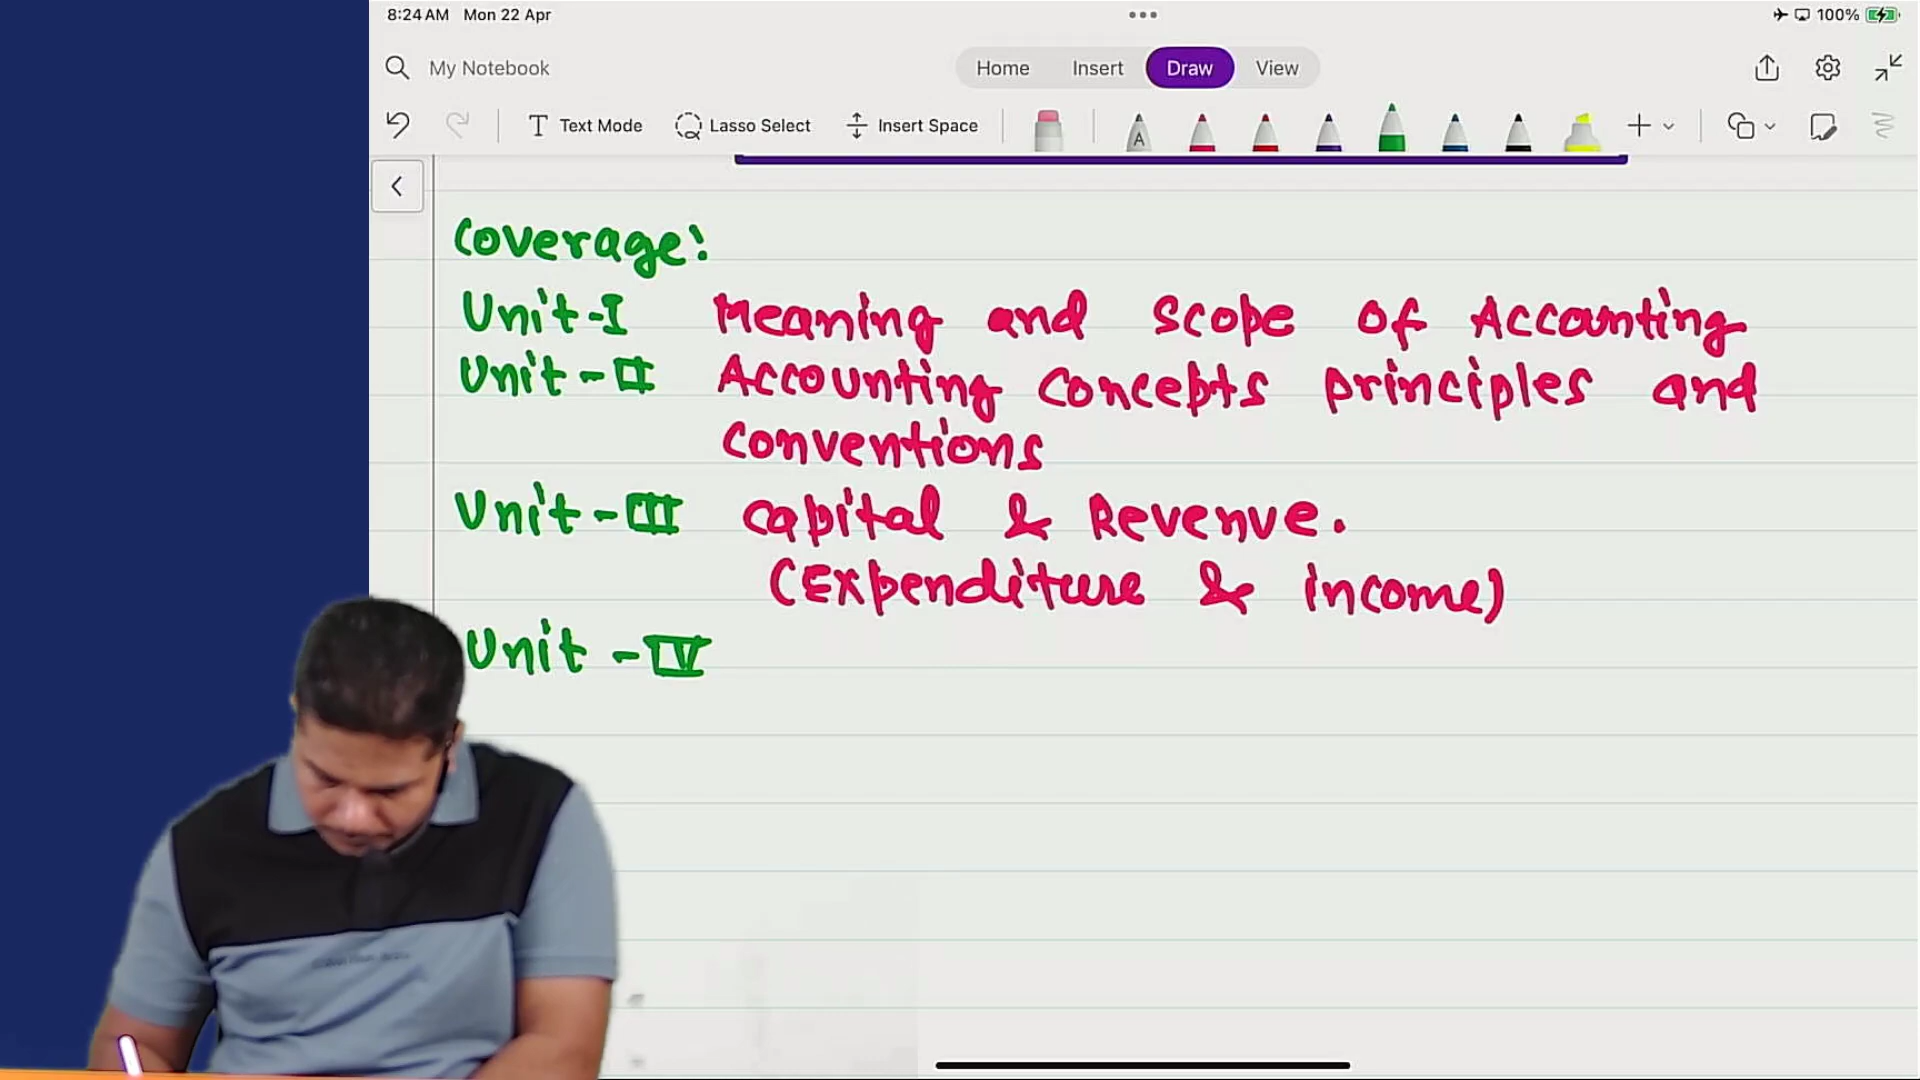 8:24 AM Mon 22 Apr
100%
My Notebook
Home Insert Draw View
Text Mode Lasso Select Insert Space
A
Coverage:
Unit-I Meaning and Scope of Accounting
Unit-II Accounting Concepts principles and
conventions
Unit-III Capital & Revenue.
(Expenditure & income)
Unit-IV